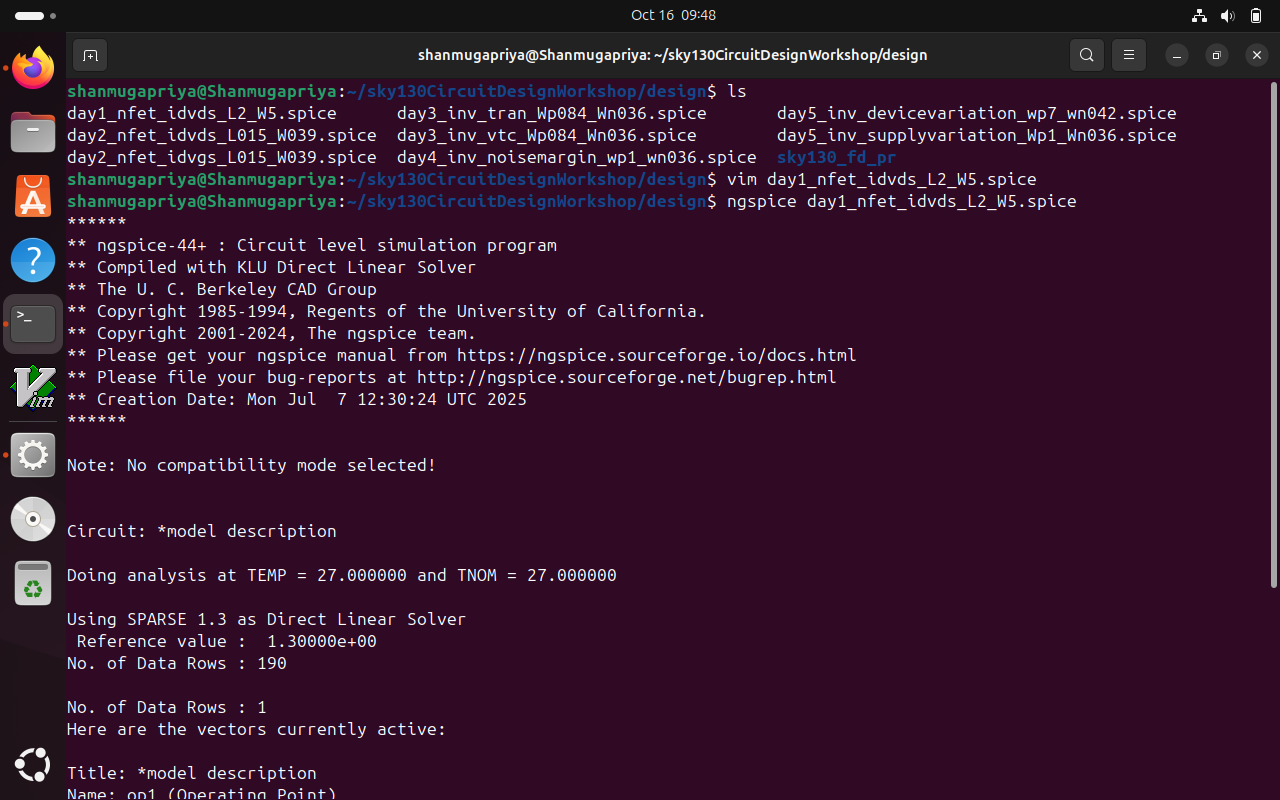 Oct 16 09:48
shanmugapriya@Shanmugapriya: ~/sky130CircuitDesignWorkshop/design
shanmugapriya@Shanmugapriya:~/sky130CircuitDesignWorkshop/design$ ls
day1_nfet_idvds_L2_W5.spice day3_inv_tran_Wp084_Wn036.spice day5_inv_devicevariation_wp7_wn042.spice
day2_nfet_idvds_L015_W039.spice day3_inv_vtc_Wp084_Wn036.spice day5_inv_supplyvariation_Wp1_Wn036.spice
day2_nfet_idvgs_L015_W039.spice day4_inv_noisemargin_wp1_wn036.spice sky130_fd_pr
shanmugapriya@Shanmugapriya:~/sky130CircuitDesignWorkshop/design$ vim day1_nfet_idvds_L2_W5.spice
shanmugapriya@Shanmugapriya:~/sky130CircuitDesignWorkshop/design$ ngspice day1_nfet_idvds_L2_W5.spice
******
** ngspice-44+ : Circuit level simulation program
** Compiled with KLU Direct Linear Solver
** The U. C. Berkeley CAD Group
** Copyright 1985-1994, Regents of the University of California.
** Copyright 2001-2024, The ngspice team.
** Please get your ngspice manual from https://ngspice.sourceforge.io/docs.html
** Please file your bug-reports at http://ngspice.sourceforge.net/bugrep.html
** Creation Date: Mon Jul  7 12:30:24 UTC 2025
******
Note: No compatibility mode selected!
Circuit: *model description
Doing analysis at TEMP = 27.000000 and TNOM = 27.000000
Using SPARSE 1.3 as Direct Linear Solver
Reference value :  1.30000e+00
No. of Data Rows : 190
No. of Data Rows : 1
Here are the vectors currently active:
Title: *model description
Name: op1 (Operating Point)